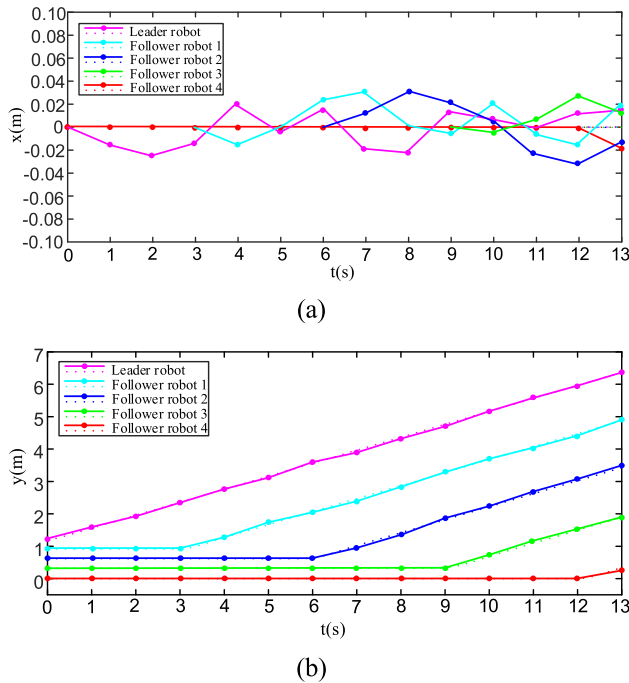 0.10
0.08
0.06
0.04
0.02
0
-0.02
-0.04
-0.06
-0.08
-0.10
x(m)
Leader robot
Follower robot 1
Follower robot 2
Follower robot 3
Follower robot 4
0 1 2 3 4 5 6 7 8 9 10 11 12 13
t(s)
(a)
7
6
5
4
3
2
1
0
y(m)
Leader robot
Follower robot 1
Follower robot 2
Follower robot 3
Follower robot 4
0 1 2 3 4 5 6 7 8 9 10 11 12 13
t(s)
(b)